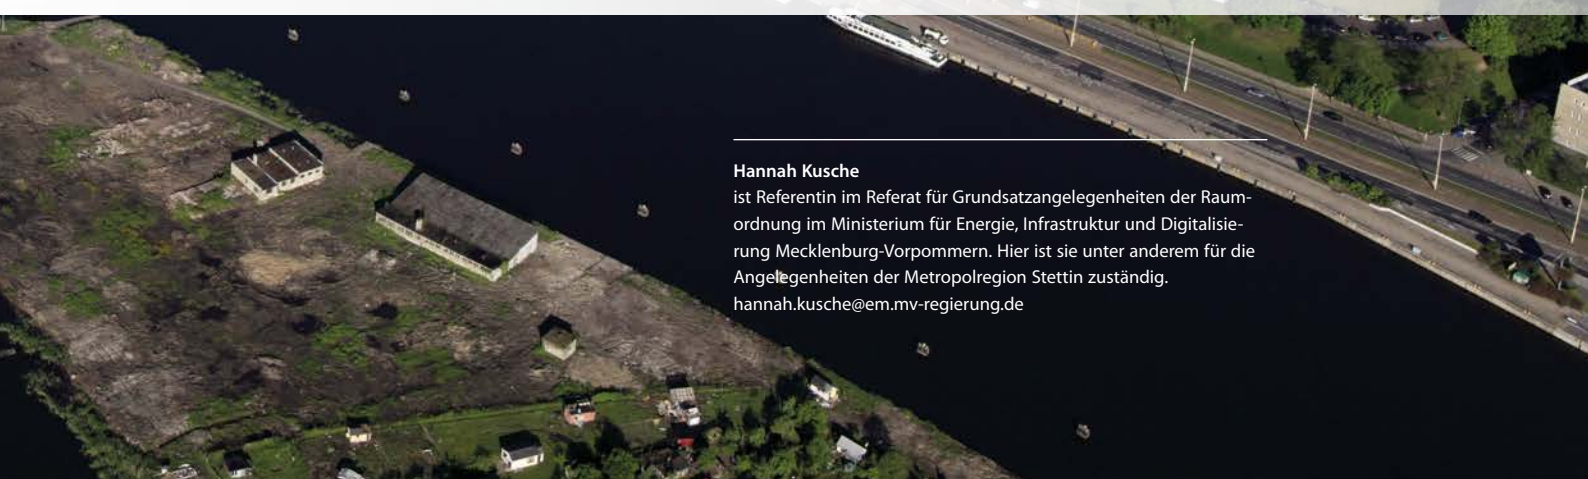 Hannah Kusche
ist Referentin im Referat für Grundsatzangelegenheiten der Raum-
ordnung im Ministerium für Energie, Infrastruktur und Digitalisie-
rung Mecklenburg-Vorpommern. Hier ist sie unter anderem für die
Angelegenheiten der Metropolregion Stettin zuständig.
hannah.kusche@em.mv-regierung.de